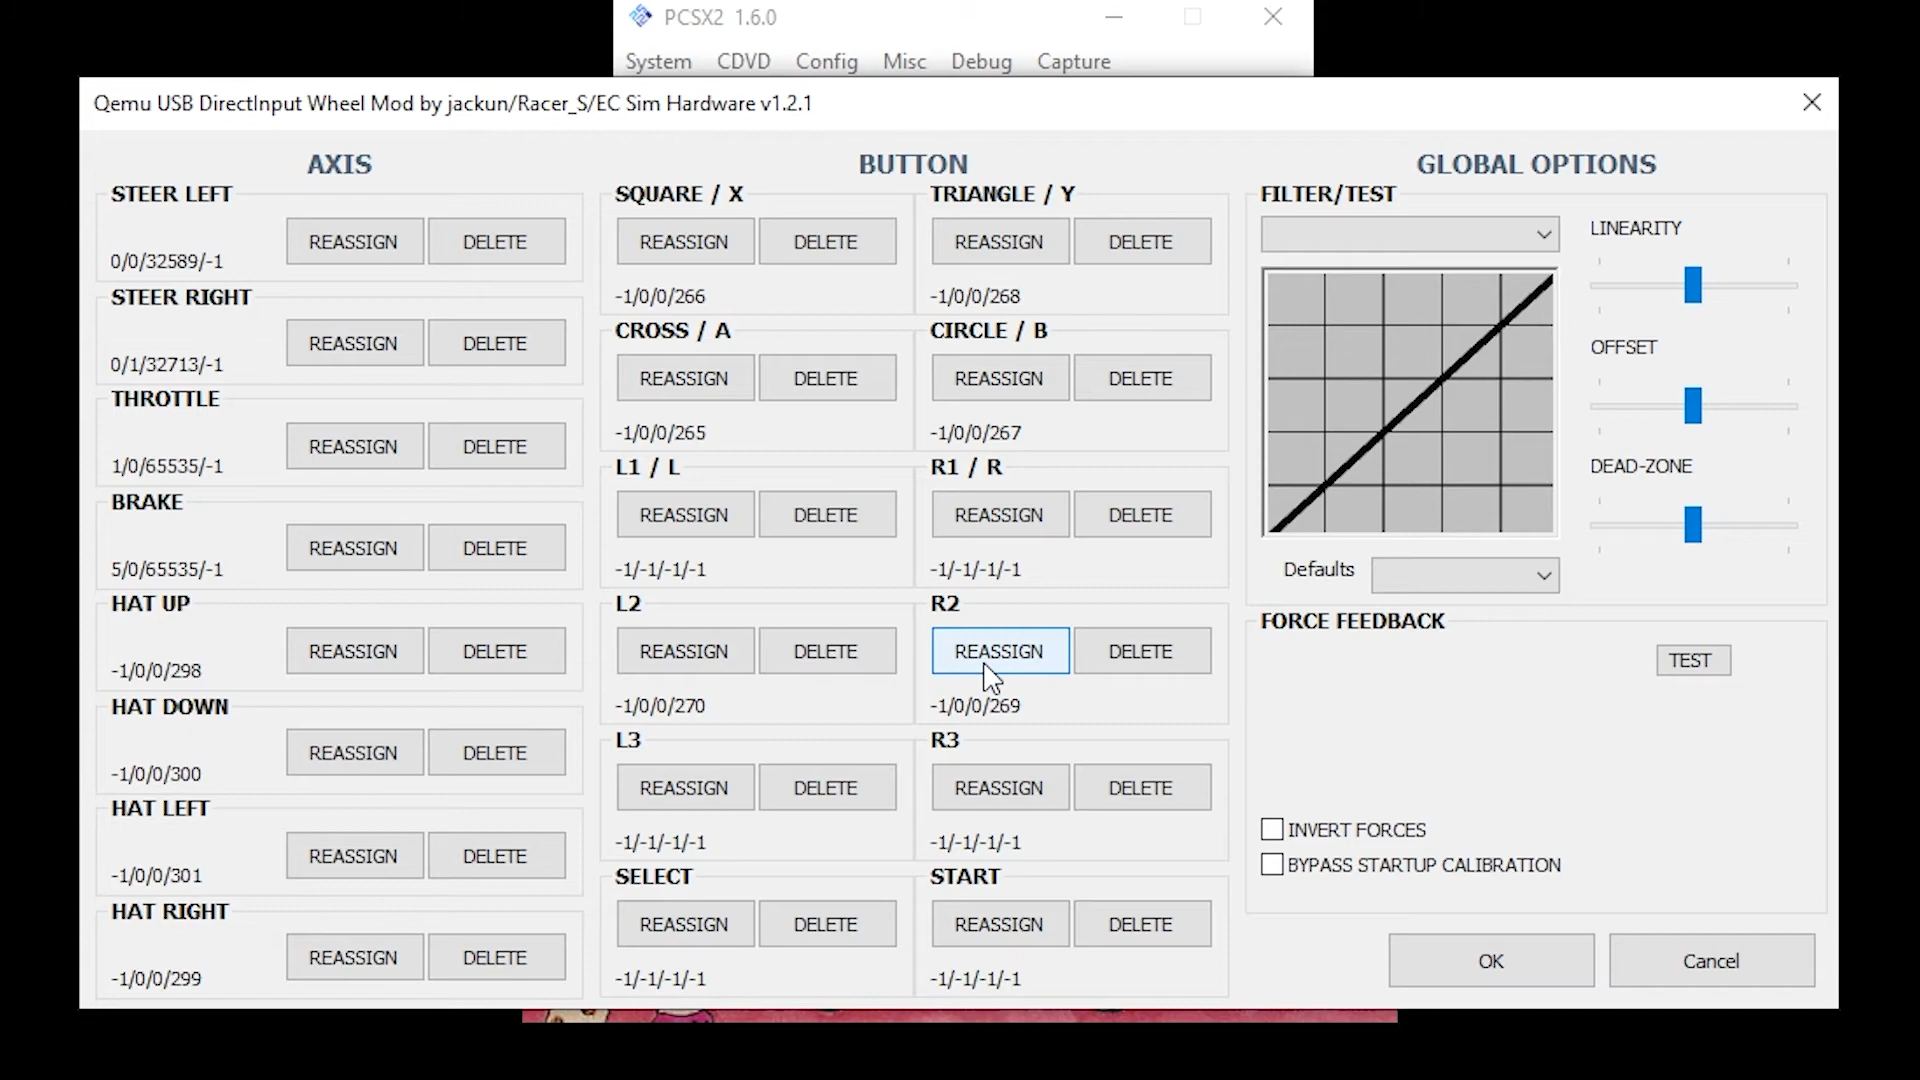 PCSX2 1.6.0
System CDVD Config Misc Debug Capture
Qemu USB DirectInput Wheel Mod by jackun/Racer_S/EC Sim Hardware v1.2.1
AXIS
STEER LEFT
REASSIGN DELETE
0/0/32589/-1
STEER RIGHT
REASSIGN DELETE
0/1/32713/-1
THROTTLE
REASSIGN DELETE
1/0/65535/-1
BRAKE
REASSIGN DELETE
5/0/65535/-1
HAT UP
REASSIGN DELETE
-1/0/0/298
HAT DOWN
REASSIGN DELETE
-1/0/0/300
HAT LEFT
REASSIGN DELETE
-1/0/0/301
HAT RIGHT
REASSIGN DELETE
-1/0/0/299
BUTTON
SQUARE / X TRIANGLE / Y
REASSIGN DELETE REASSIGN DELETE
-1/0/0/266 -1/0/0/268
CROSS / A CIRCLE / B
REASSIGN DELETE REASSIGN DELETE
-1/0/0/265 -1/0/0/267
L1 / L R1 / R
REASSIGN DELETE REASSIGN DELETE
-1/-1/-1/-1 -1/-1/-1/-1
L2 R2
REASSIGN DELETE REASSIGN DELETE
-1/0/0/270 -1/0/0/269
L3 R3
REASSIGN DELETE REASSIGN DELETE
-1/-1/-1/-1 -1/-1/-1/-1
SELECT START
REASSIGN DELETE REASSIGN DELETE
-1/-1/-1/-1 -1/-1/-1/-1
GLOBAL OPTIONS
FILTER/TEST
LINEARITY
OFFSET
DEAD-ZONE
Defaults
FORCE FEEDBACK
TEST
INVERT FORCES
BYPASS STARTUP CALIBRATION
OK Cancel